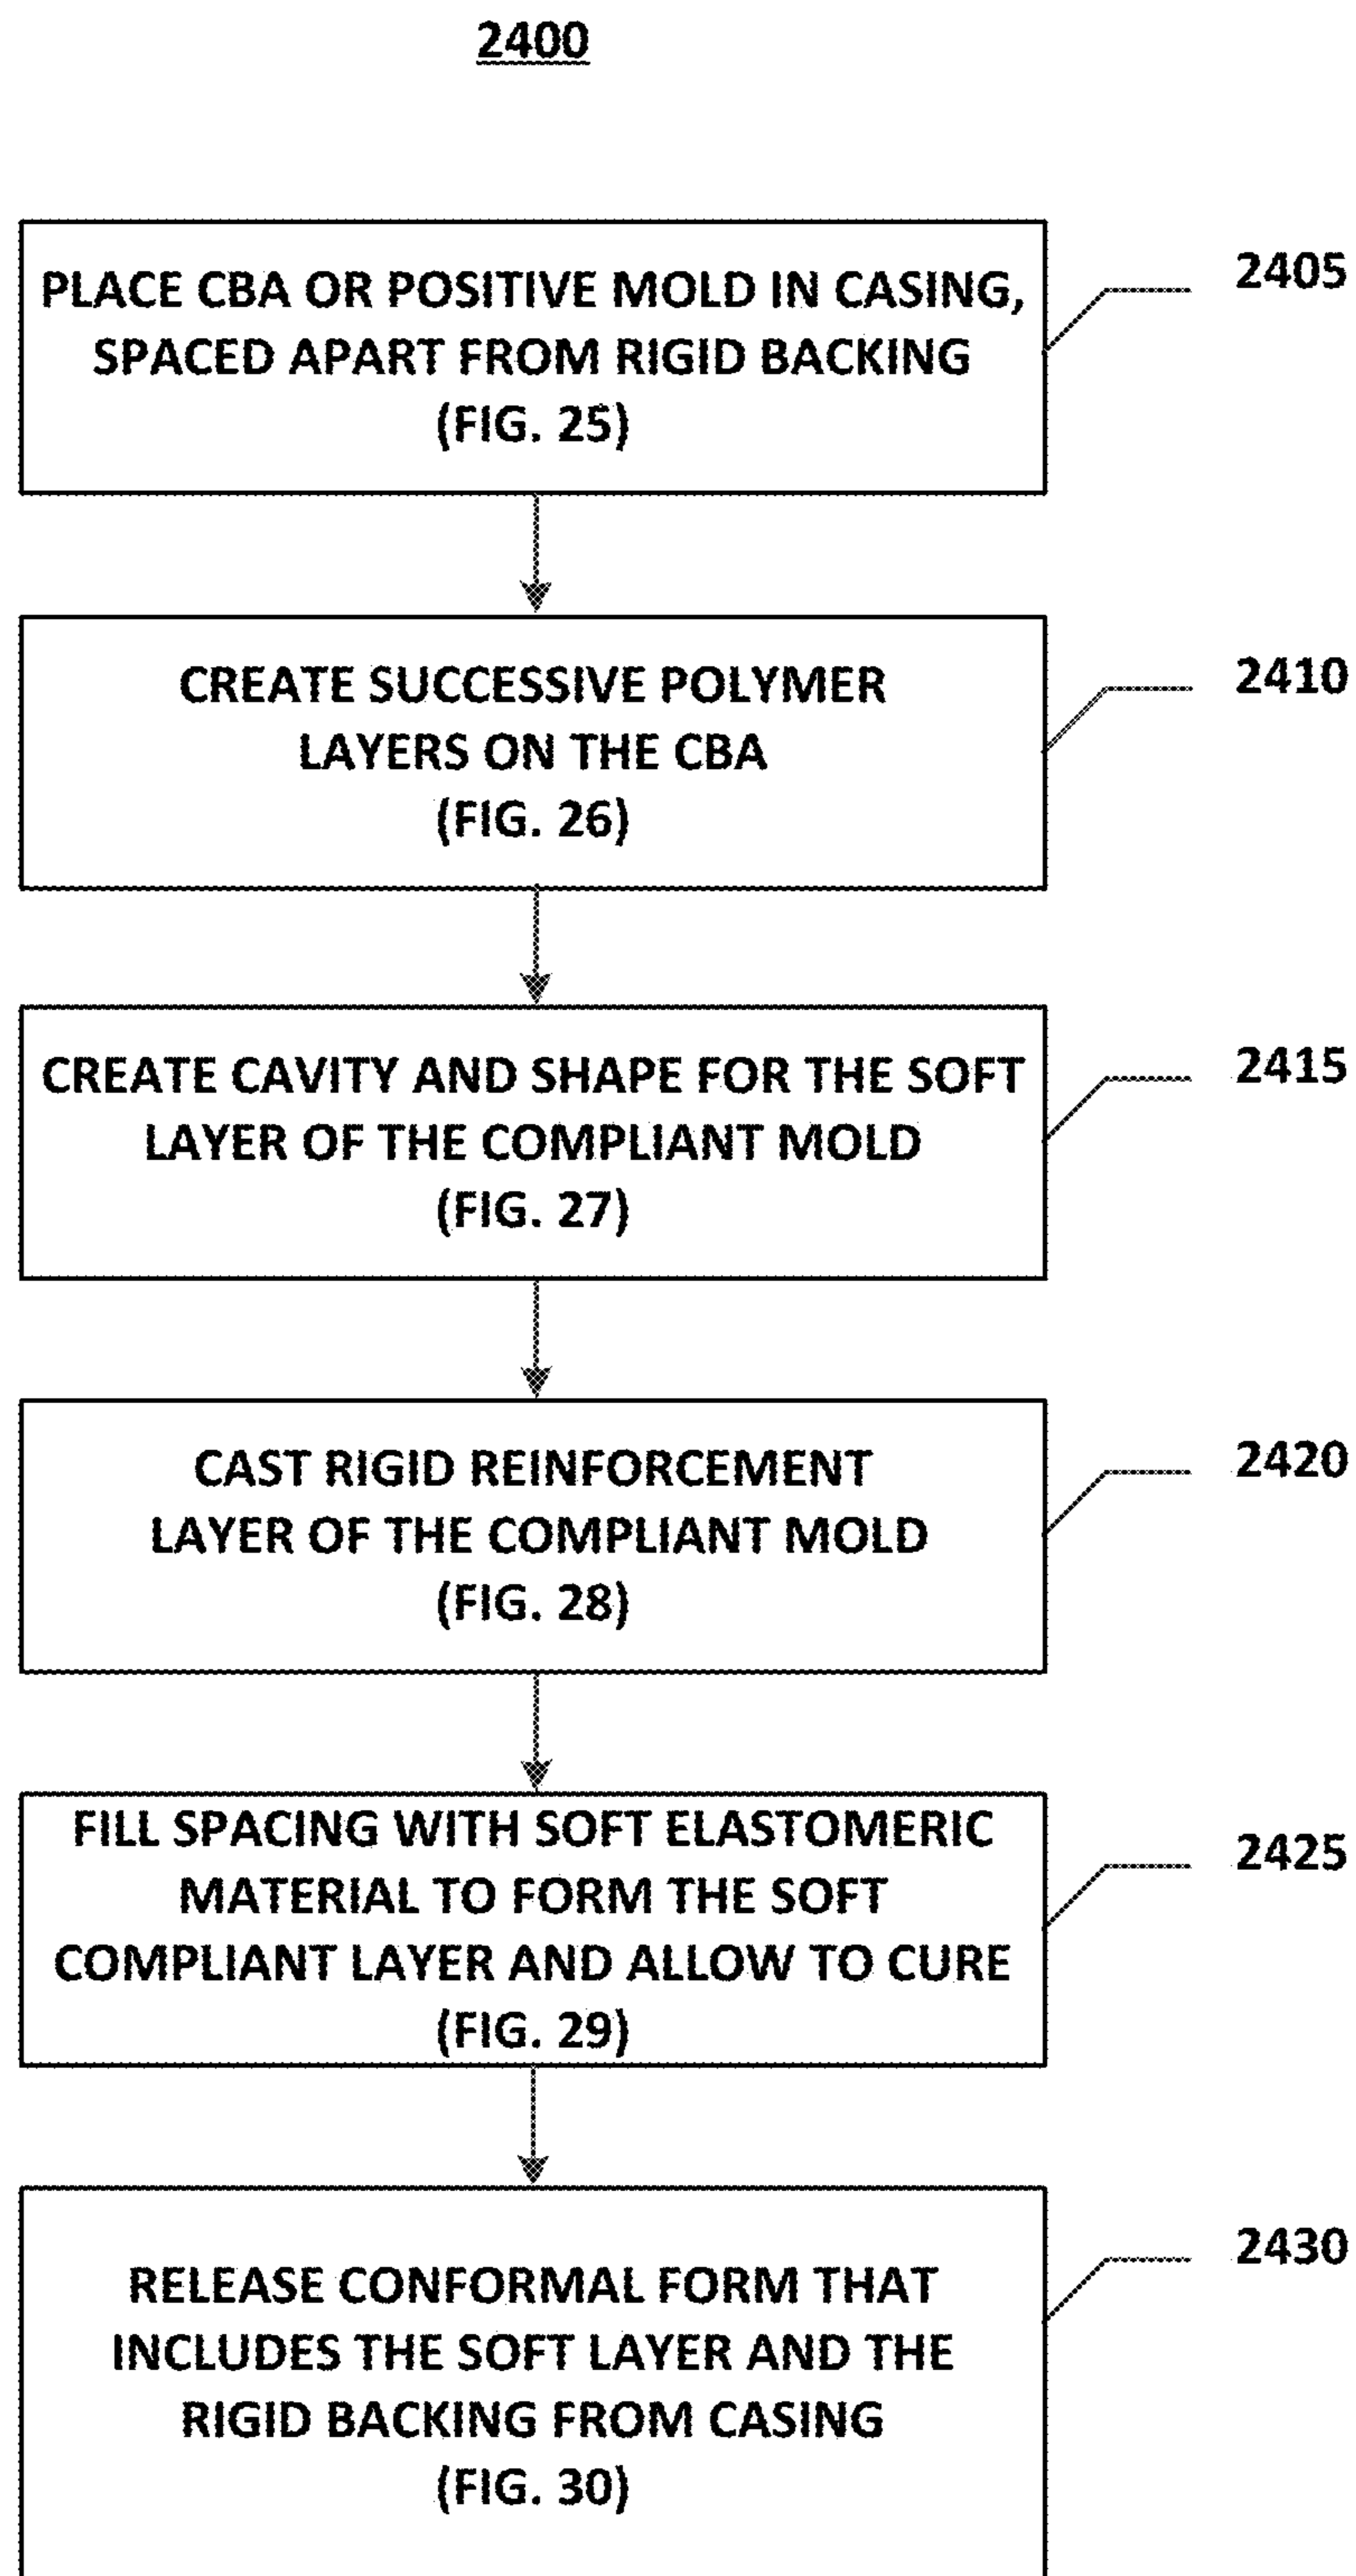 2400
PLACE CBA OR POSITIVE MOLD IN CASING,
SPACED APART FROM RIGID BACKING
(FIG. 25)
2405
CREATE SUCCESSIVE POLYMER
LAYERS ON THE CBA
(FIG. 26)
2410
CREATE CAVITY AND SHAPE FOR THE SOFT
LAYER OF THE COMPLIANT MOLD
(FIG. 27)
2415
CAST RIGID REINFORCEMENT
LAYER OF THE COMPLIANT MOLD
(FIG. 28)
2420
FILL SPACING WITH SOFT ELASTOMERIC
MATERIAL TO FORM THE SOFT
COMPLIANT LAYER AND ALLOW TO CURE
(FIG. 29)
2425
RELEASE CONFORMAL FORM THAT
INCLUDES THE SOFT LAYER AND THE
RIGID BACKING FROM CASING
(FIG. 30)
2430